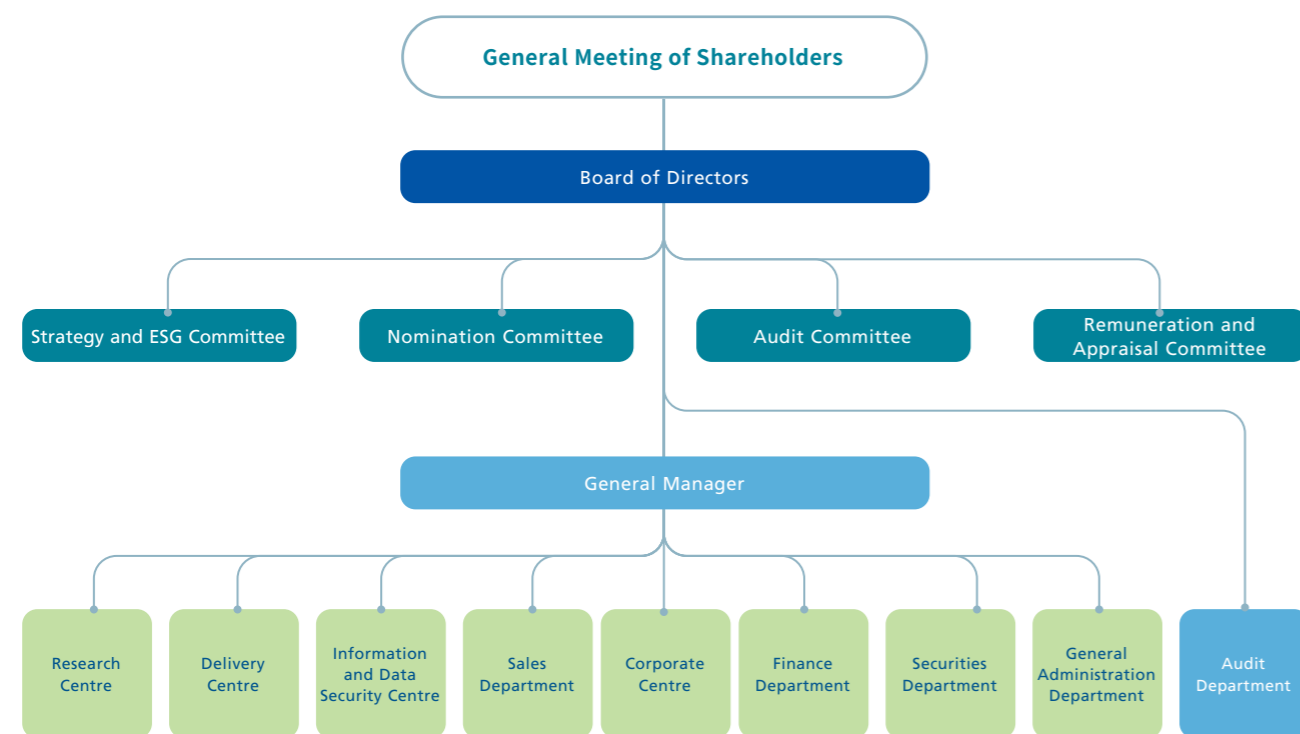 General Meeting of Shareholders
Board of Directors
Strategy and ESG Committee
Nomination Committee
Audit Committee
Remuneration and
Appraisal Committee
General Manager
Research
Centre
Delivery
Centre
Information
and Data
Security Centre
Sales
Department
Corporate
Centre
Finance
Department
Securities
Department
General
Administration
Department
Audit
Department